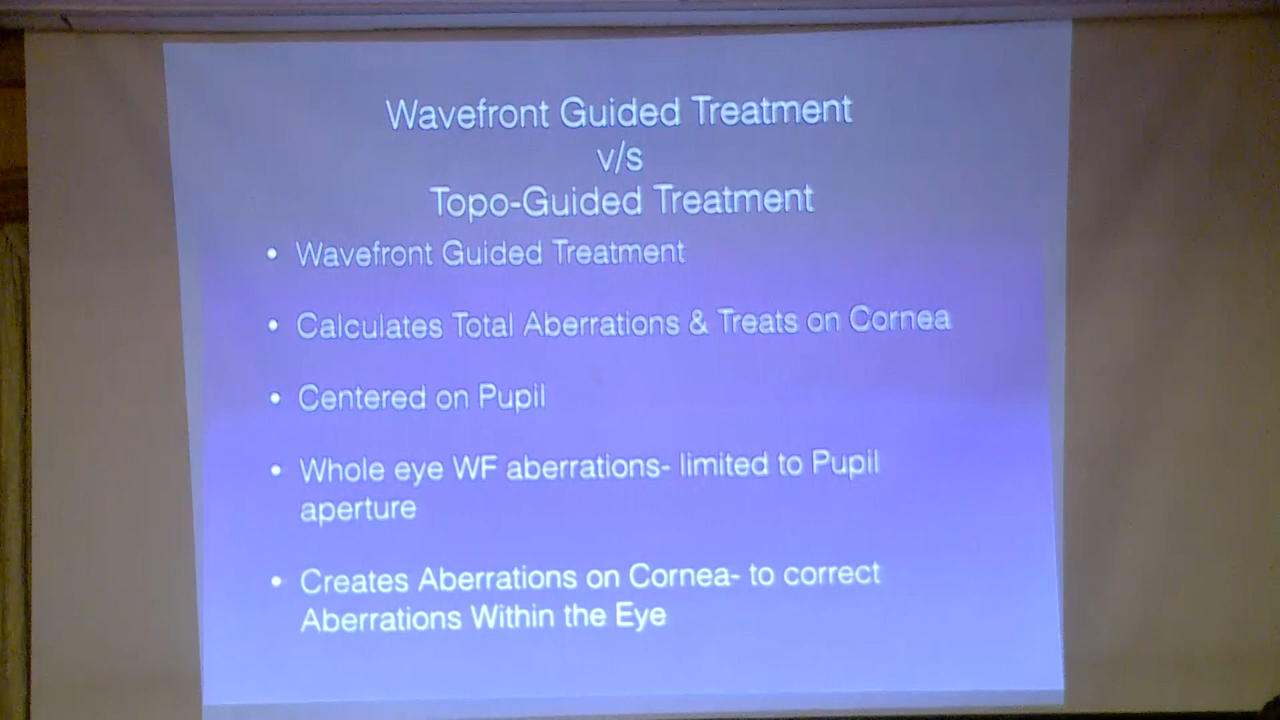 Wavefront Guided Treatment
v/s
Topo-Guided Treatment
• Wavefront Guided Treatment
• Calculates Total Aberrations & Treats on Cornea
• Centered on Pupil
• Whole eye WF aberrations- limited to Pupil
aperture
• Creates Aberrations on Cornea- to correct
Aberrations Within the Eye